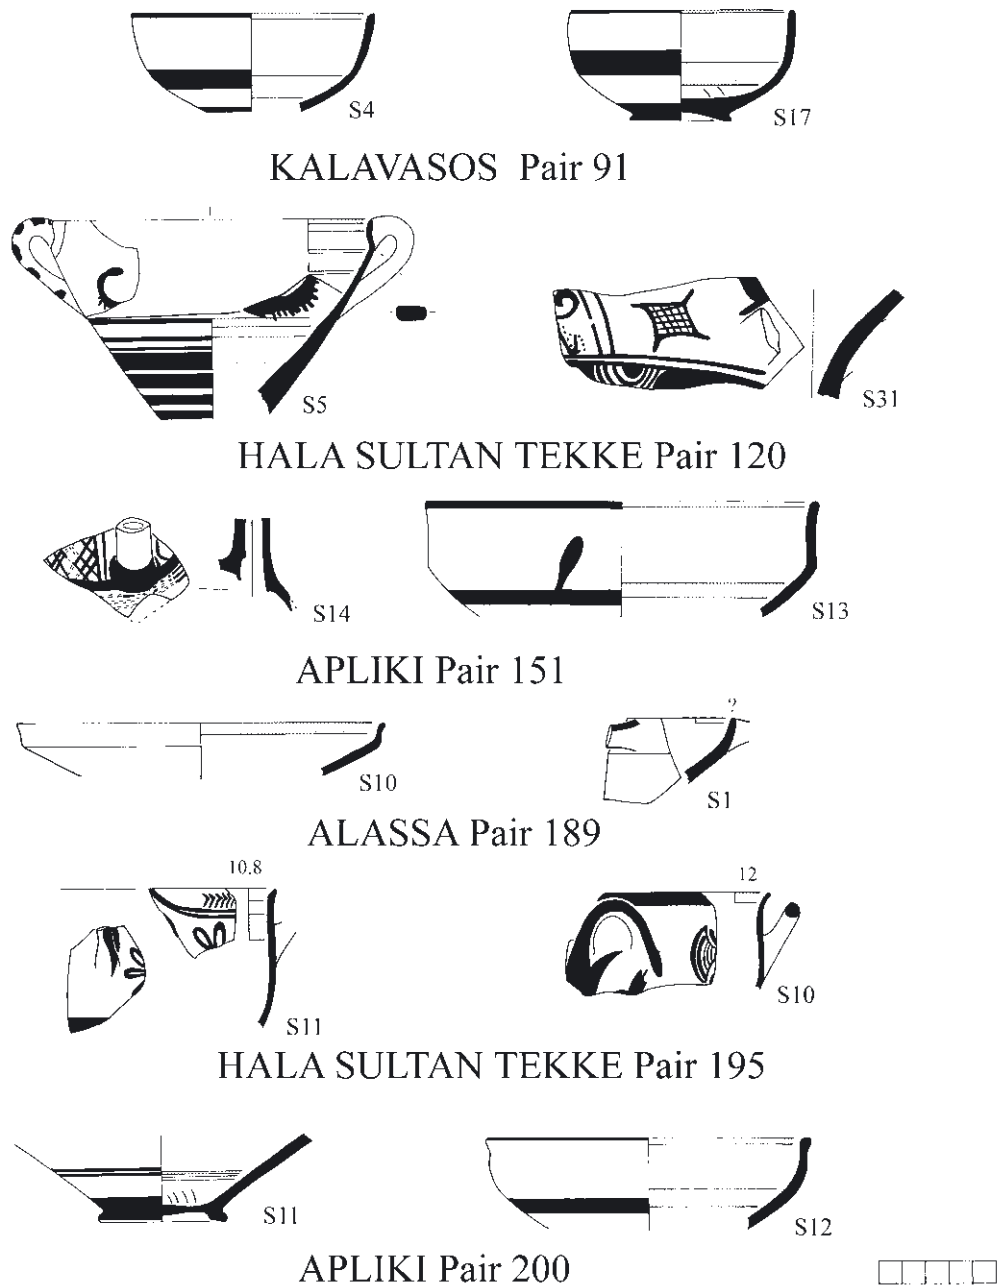 S4 S17
KALAVASOS Pair 91
S5 S31
HALA SULTAN TEKKE Pair 120
S14 S13
APLIKI Pair 151
?
S10 S1
ALASSA Pair 189
10.8 12
S11 S10
HALA SULTAN TEKKE Pair 195
S11 S12
APLIKI Pair 200